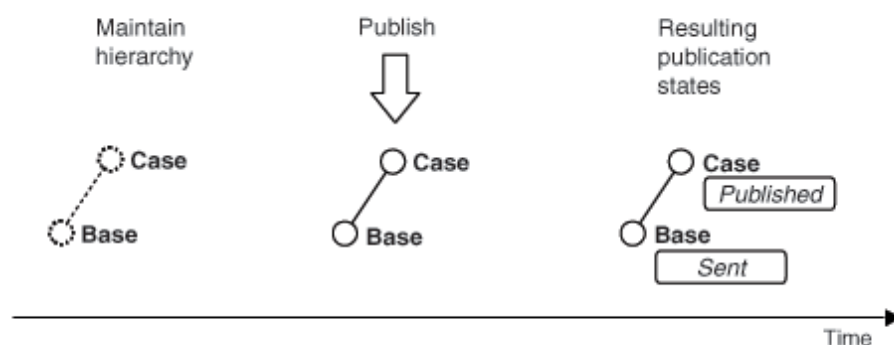 Maintain
hierarchy
Publish
Resulting
publication
states
Case
Base
Case
Base
Case
Published
Base
Sent
Time